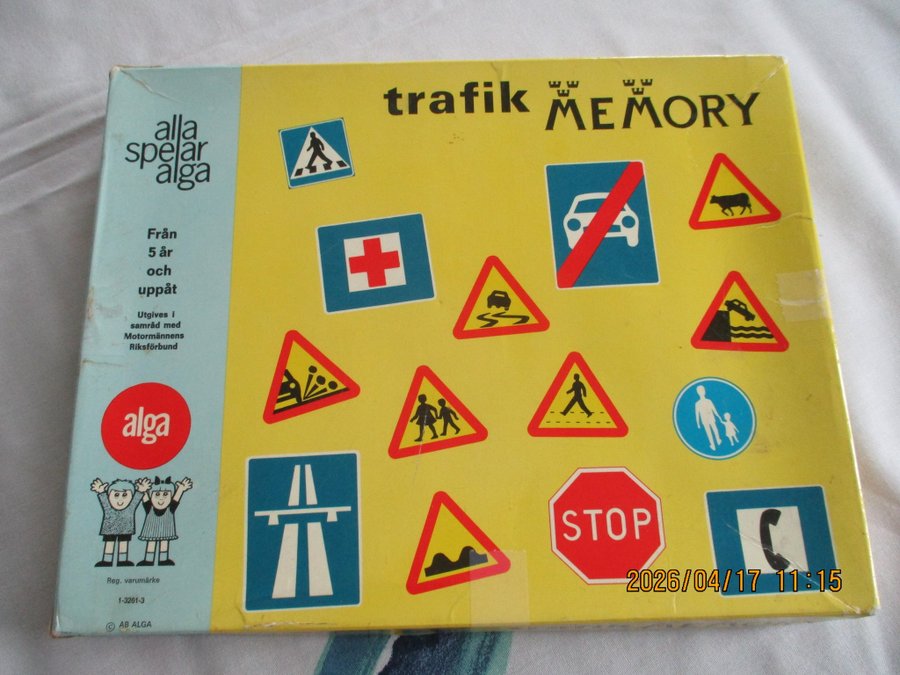 trafik MEMORY
alla
spelar
alga
Från
5 år
och
uppåt
Utgives i
samråd med
Motormännens
Riksförbund
alga
Reg. varumärke
1-3261-3
© AB ALGA
STOP
2026/04/17 11:15